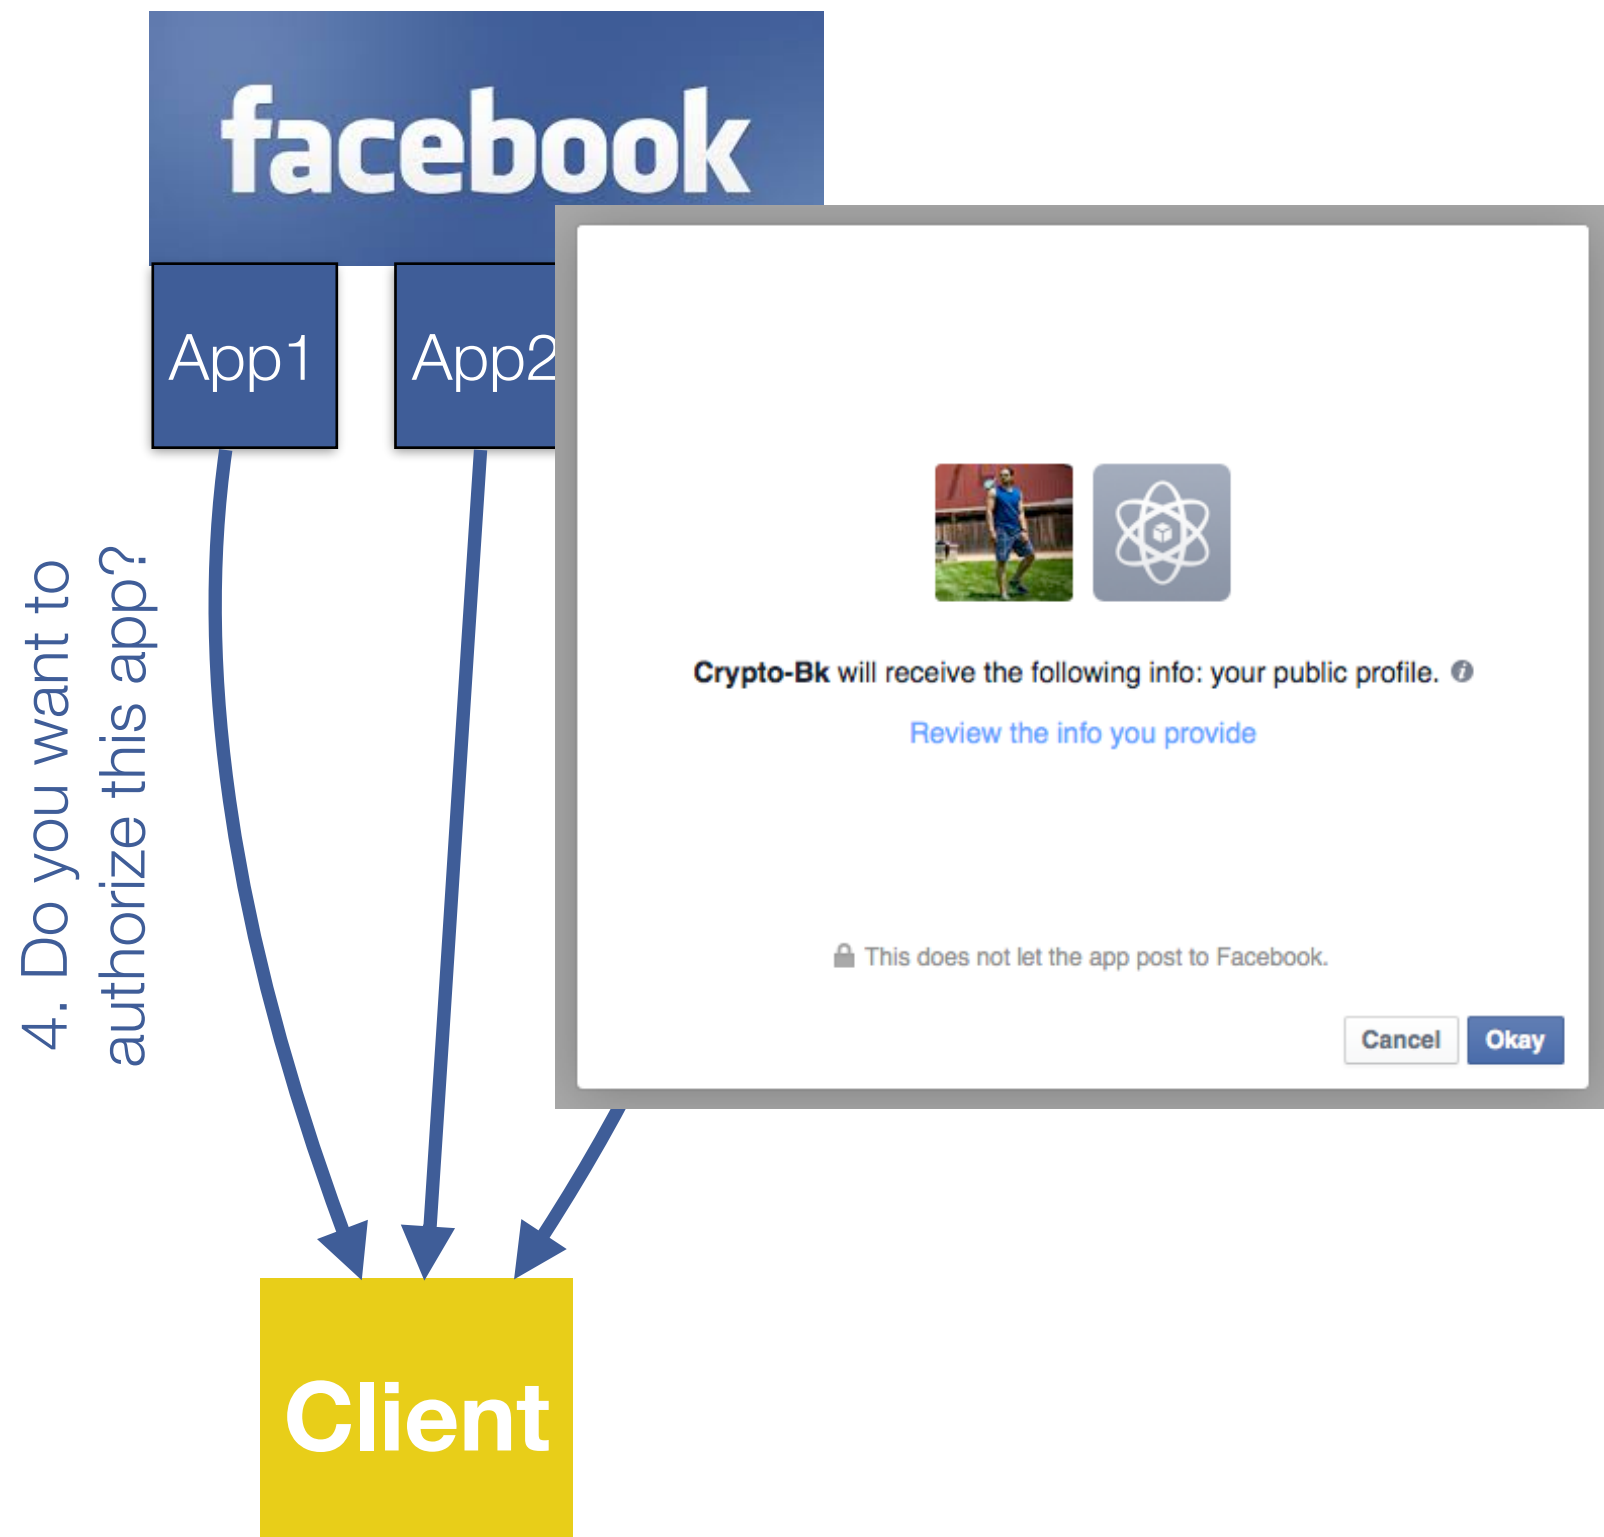 facebook
App1
App2
4. Do you want to
authorize this app?
Crypto-Bk will receive the following info: your public profile. i
Review the info you provide
This does not let the app post to Facebook.
Cancel
Okay
Client